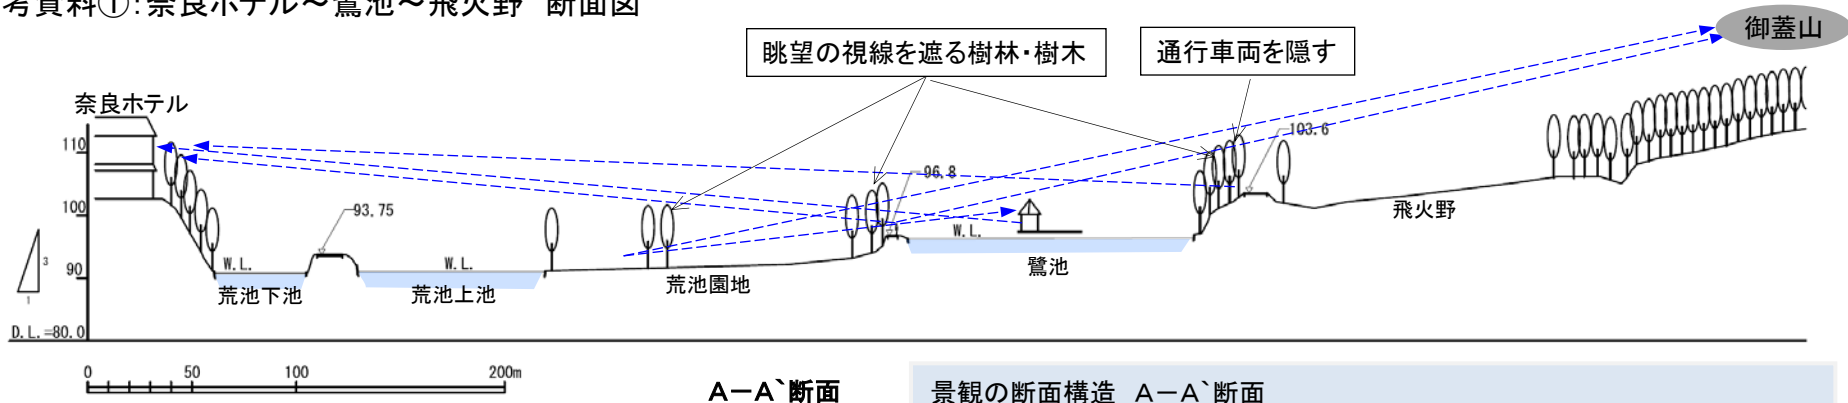 考資料①：奈良ホテル～鷺池～飛火野 断面図
御蓋山
眺望の視線を遮る樹林・樹木
通行車両を隠す
奈良ホテル
110
103.6
96.8
100
93.75
飛火野
W.L.
W.L.
W.L.
3
90
鷺池
荒池園地
荒池下池
荒池上池
1
D.L.=80.0
0 50 100 200m
A－A`断面
景観の断面構造 A－A`断面